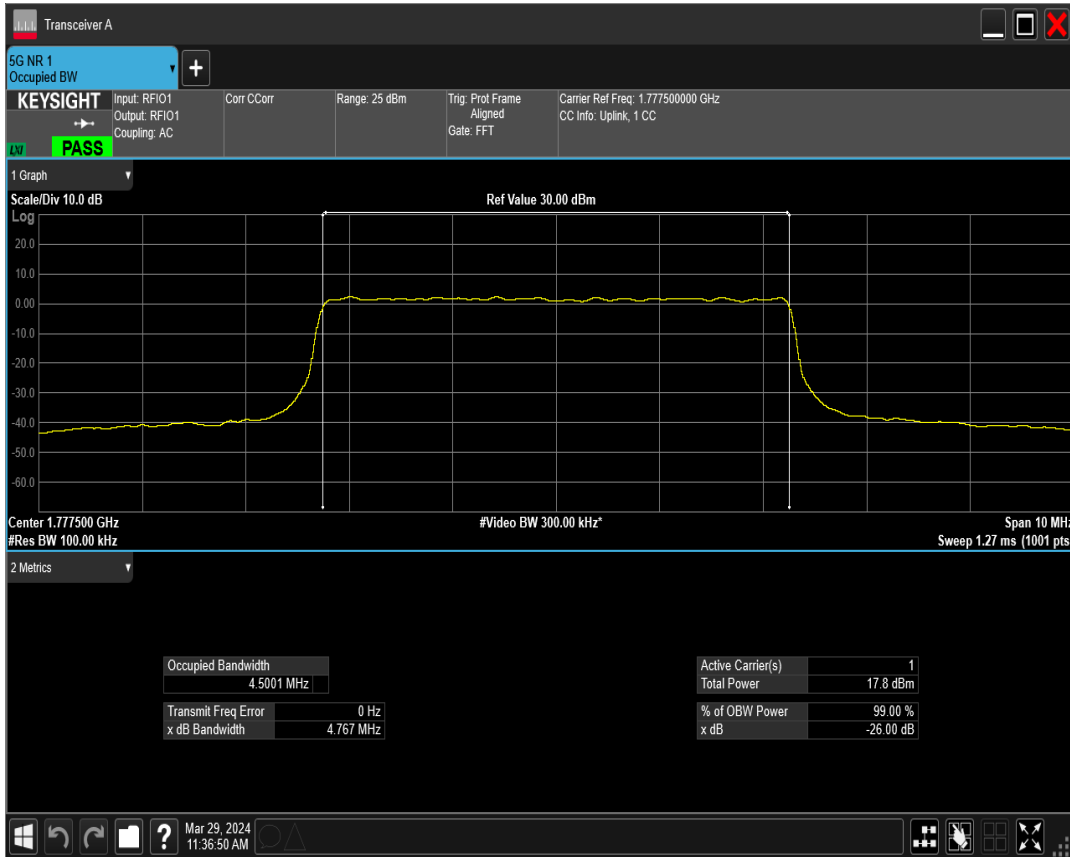 Transceiver A
5G NR 1
Occupied BW
+
KEYSIGHT
LXI
PASS
Input: RFIO1
Output: RFIO1
Coupling: AC
Corr CCorr
Range: 25 dBm
Trig: Prot Frame
Aligned
Gate: FFT
Carrier Ref Freq: 1.777500000 GHz
CC Info: Uplink, 1 CC
1 Graph
Scale/Div 10.0 dB
Ref Value 30.00 dBm
Log
20.0
10.0
0.00
-10.0
-20.0
-30.0
-40.0
-50.0
-60.0
Center 1.777500 GHz
#Video BW 300.00 kHz*
Span 10 MHz
#Res BW 100.00 kHz
Sweep 1.27 ms (1001 pts
2 Metrics
Occupied Bandwidth
4.5001 MHz
Transmit Freq Error 0 Hz
x dB Bandwidth 4.767 MHz
Active Carrier(s) 1
Total Power 17.8 dBm
% of OBW Power 99.00 %
x dB -26.00 dB
?
Mar 29, 2024
11:36:50 AM